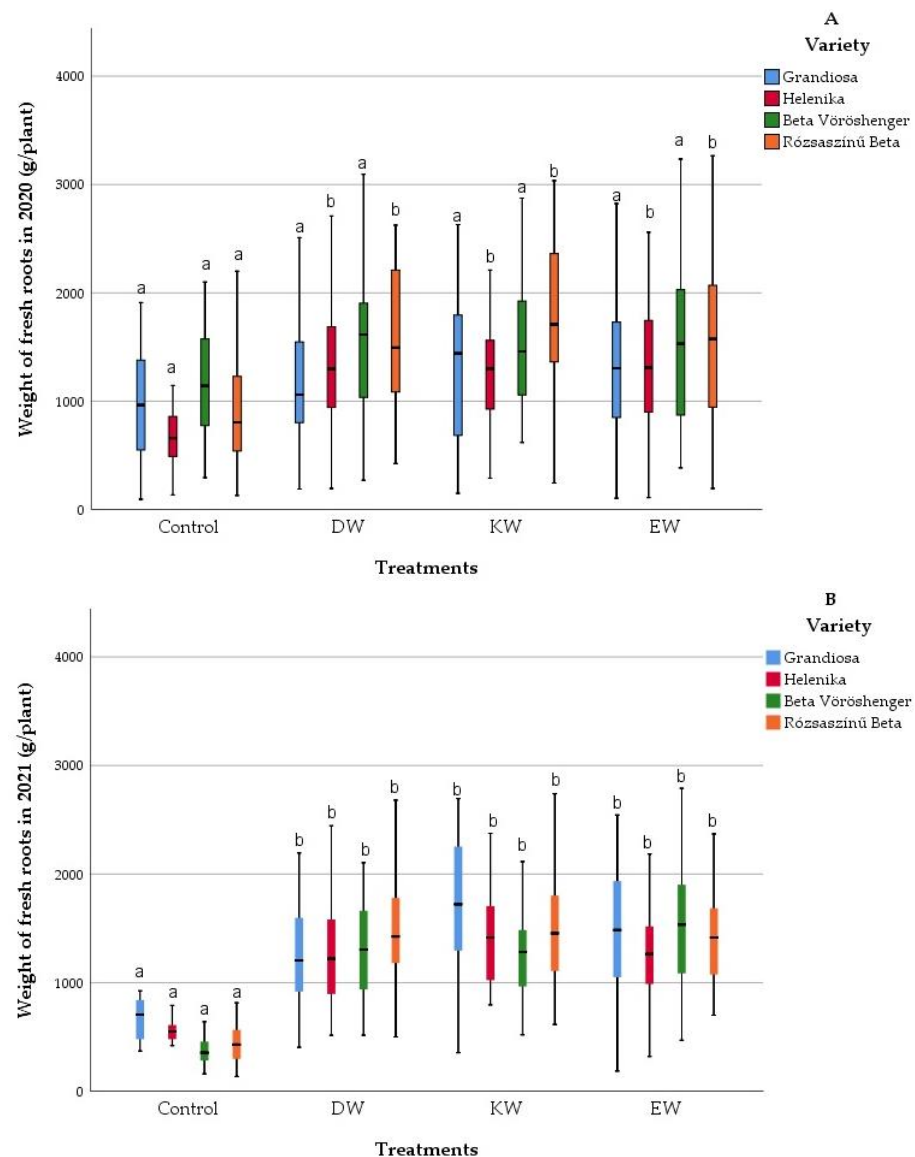 A
Variety
Grandiosa
Helenika
Beta Vöröshenger
Rózsaszínű Beta
Weight of fresh roots in 2020 (g/plant)
4000
3000
2000
1000
0
a a a a
a b a b
a b a b
a b a b
Control DW KW EW
Treatments
B
Variety
Grandiosa
Helenika
Beta Vöröshenger
Rózsaszínű Beta
Weight of fresh roots in 2021 (g/plant)
4000
3000
2000
1000
0
a a a a
b b b b
b b b b
b b b b
Control DW KW EW
Treatments